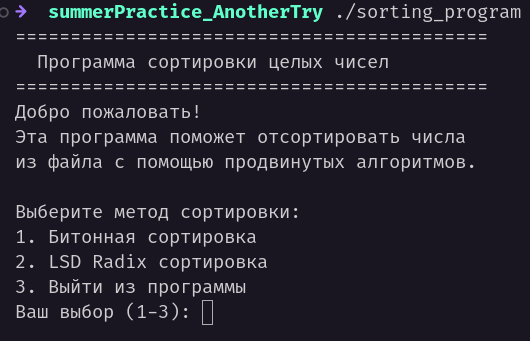 → summerPractice_AnotherTry ./sorting_program
===========================================
Программа сортировки целых чисел
===========================================
Добро пожаловать!
Эта программа поможет отсортировать числа
из файла с помощью продвинутых алгоритмов.
Выберите метод сортировки:
1. Битонная сортировка
2. LSD Radix сортировка
3. Выйти из программы
Ваш выбор (1-3):